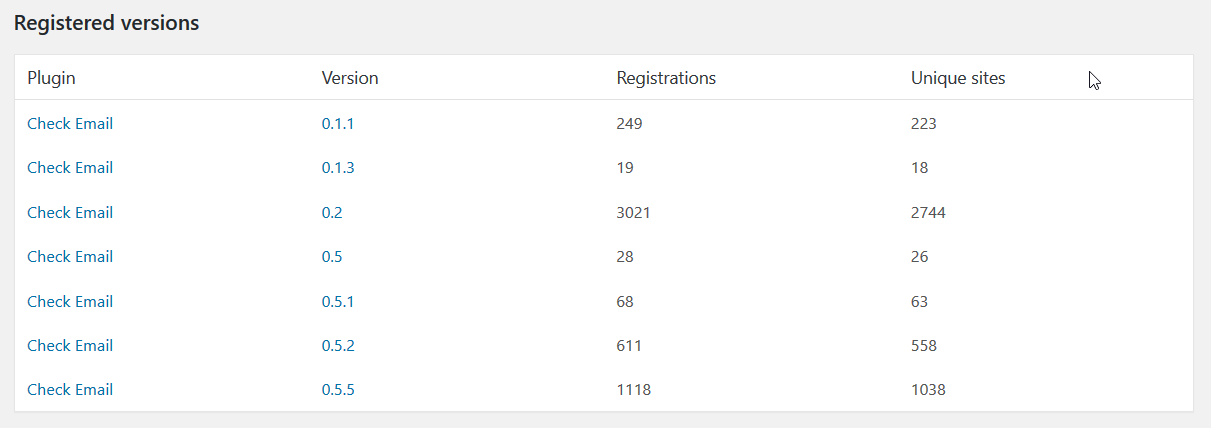 Registered versions
Plugin Version Registrations Unique sites
Check Email 0.1.1 249 223
Check Email 0.1.3 19 18
Check Email 0.2 3021 2744
Check Email 0.5 28 26
Check Email 0.5.1 68 63
Check Email 0.5.2 611 558
Check Email 0.5.5 1118 1038